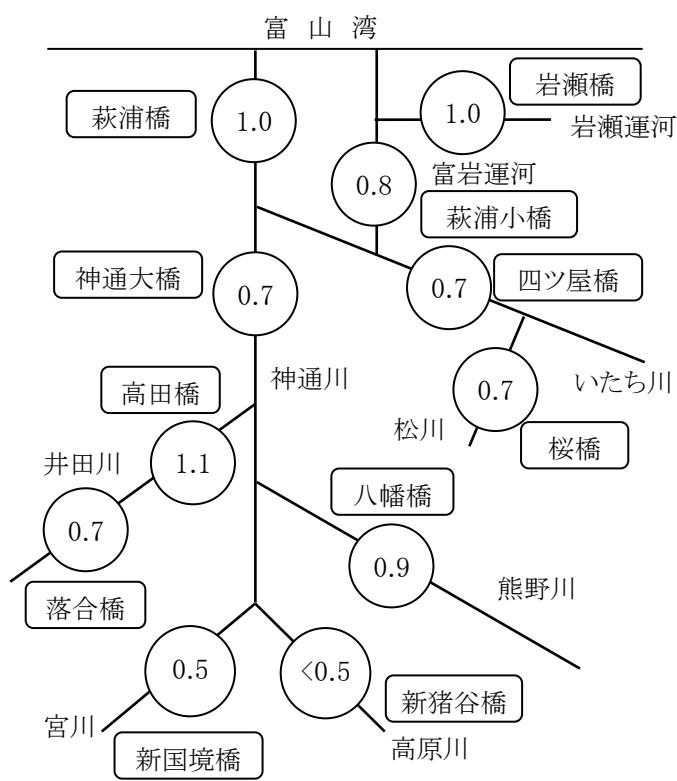 富山湾
岩瀬橋
萩浦橋
1.0
1.0
岩瀬運河
富岩運河
0.8
萩浦小橋
神通大橋
0.7
0.7
四ツ屋橋
神通川
いたち川
高田橋
0.7
松川
桜橋
井田川
1.1
八幡橋
0.7
0.9
熊野川
落合橋
0.5
<0.5
新猪谷橋
宮川
新国境橋
高原川